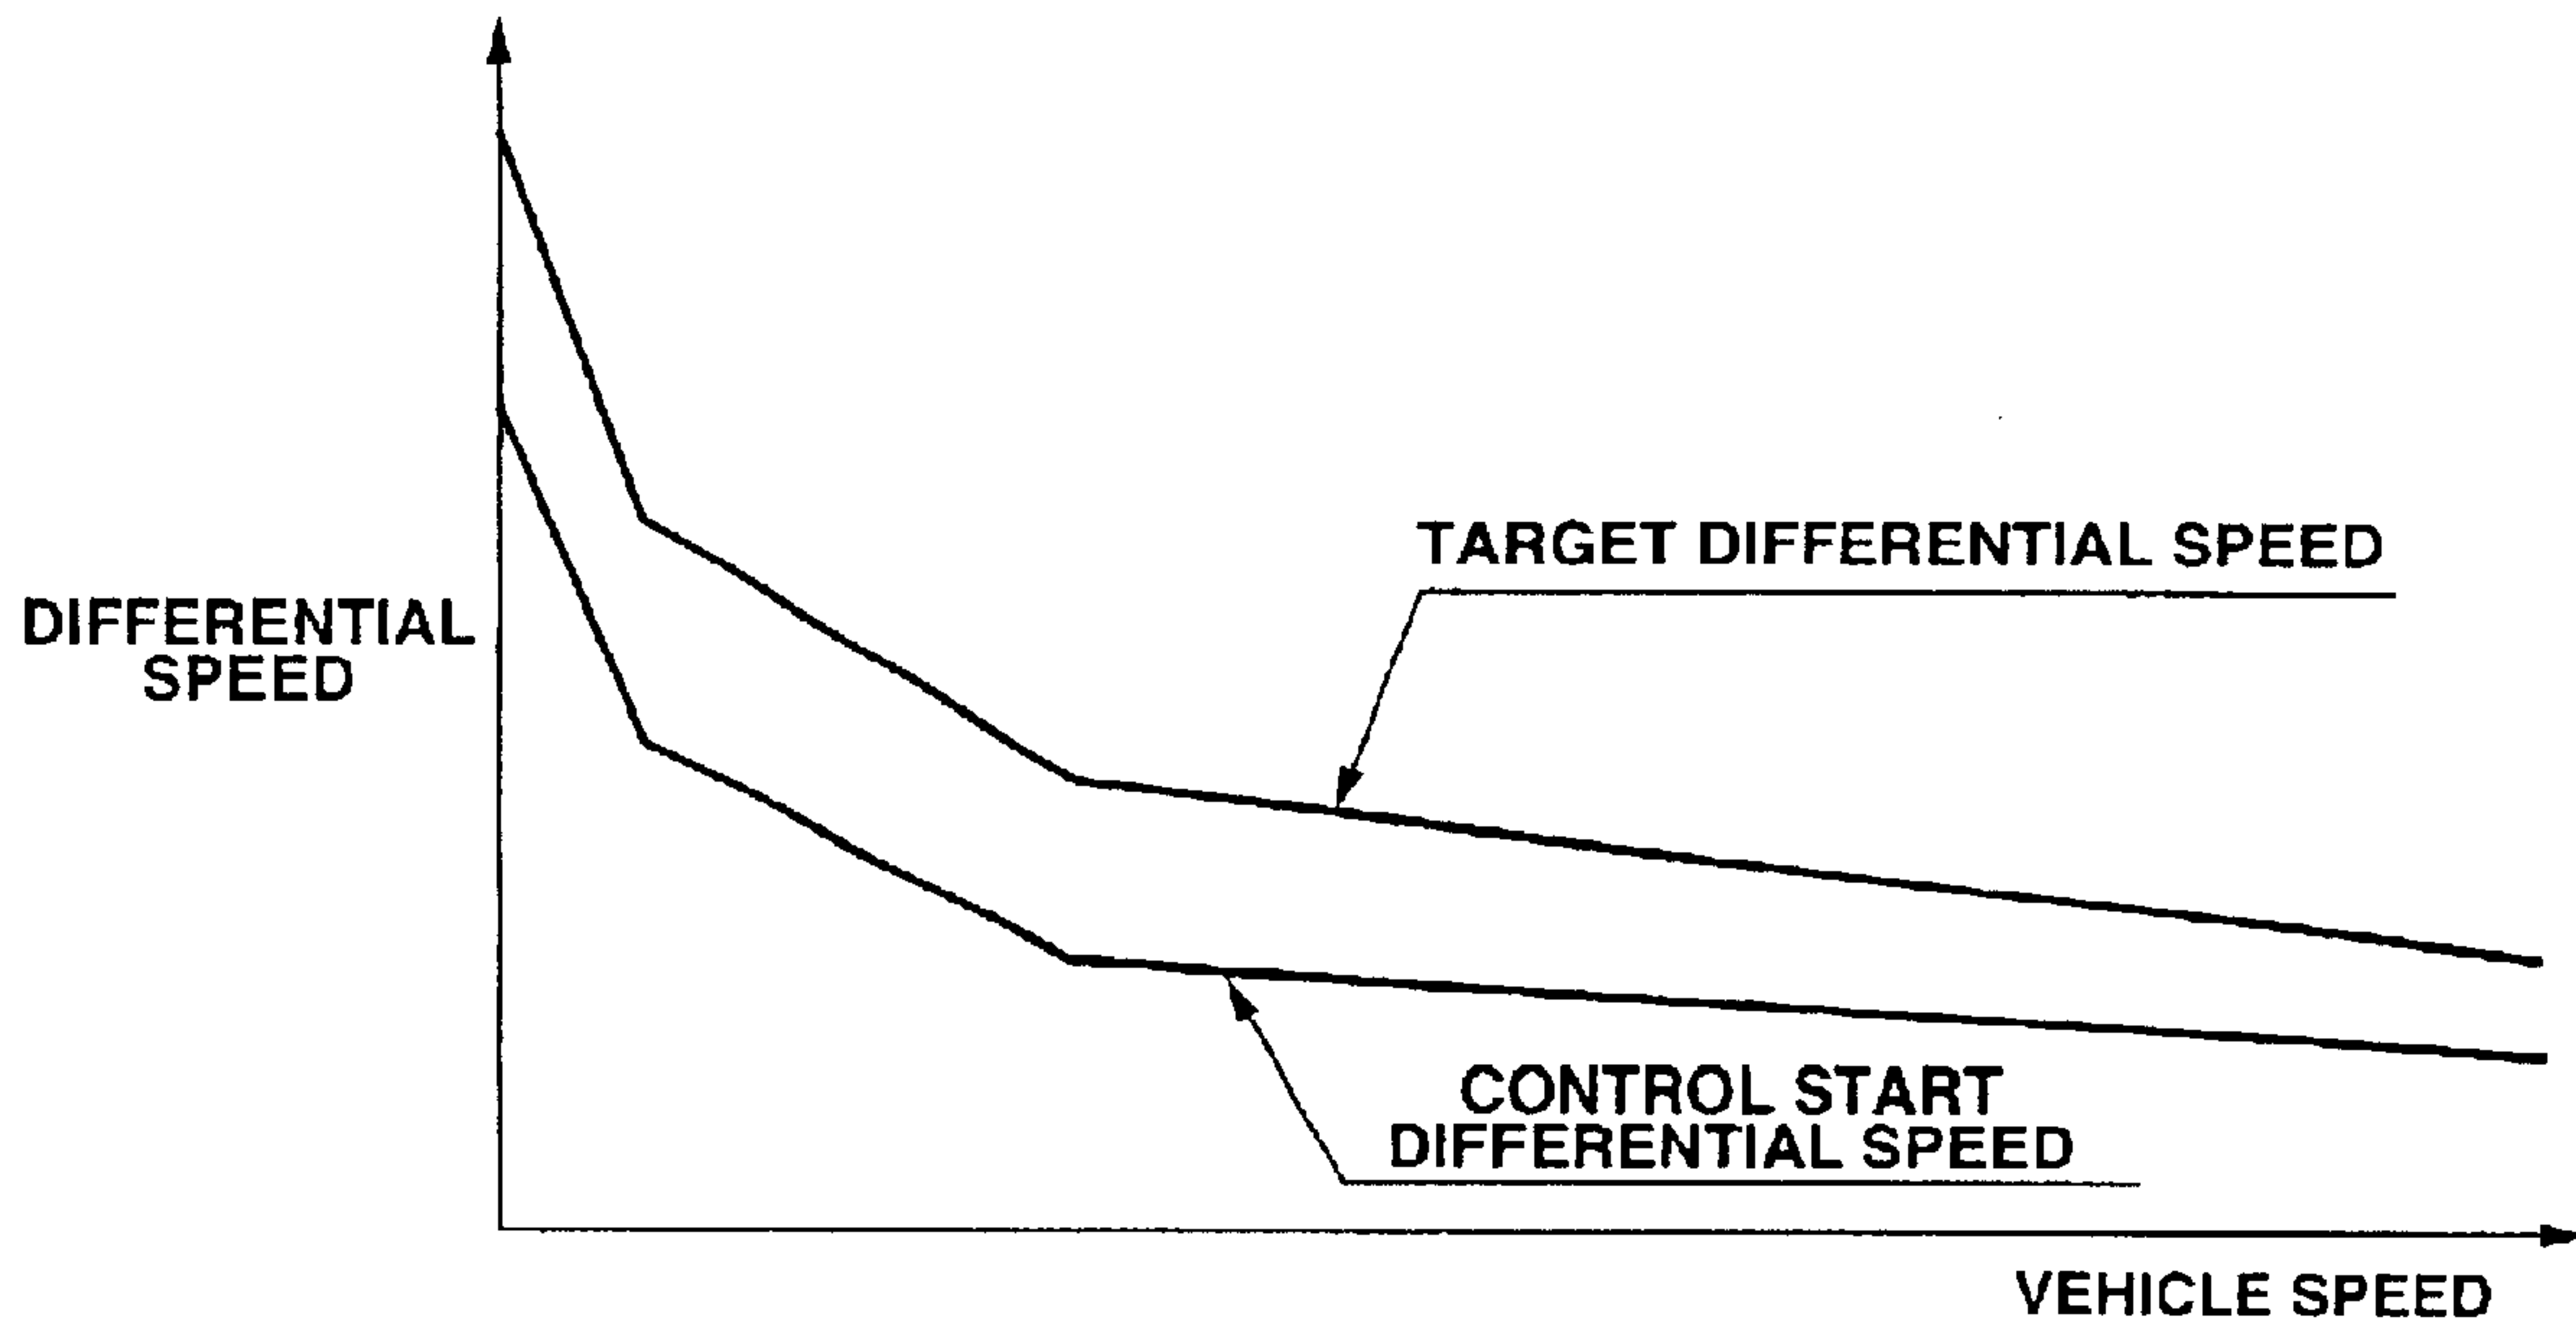 TARGET DIFFERENTIAL SPEED
DIFFERENTIAL
SPEED
CONTROL START
DIFFERENTIAL SPEED
VEHICLE SPEED